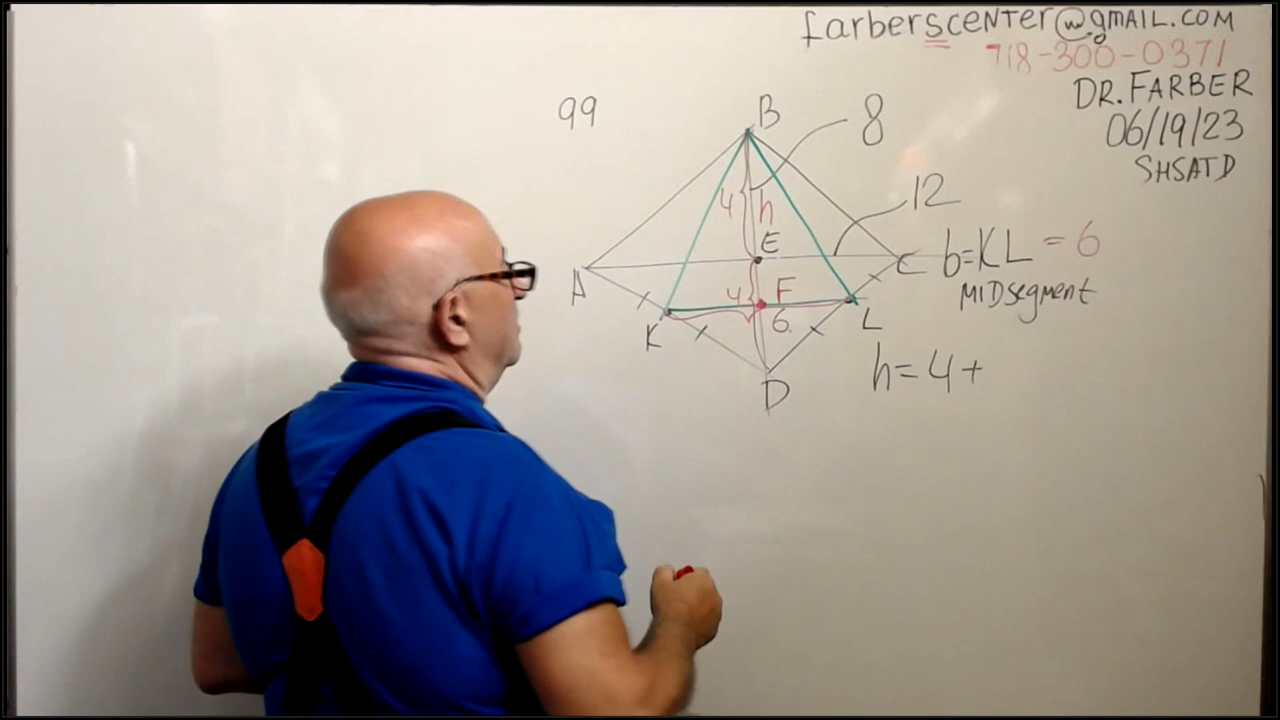 farberscenter@gmail.com
718-300-0371
DR. FARBER
06/19/23
SHSAT D
99
B
8
4
h
12
E
A
C
b=KL = 6
MIDsegment
4
F
6
K
L
h=4+
D